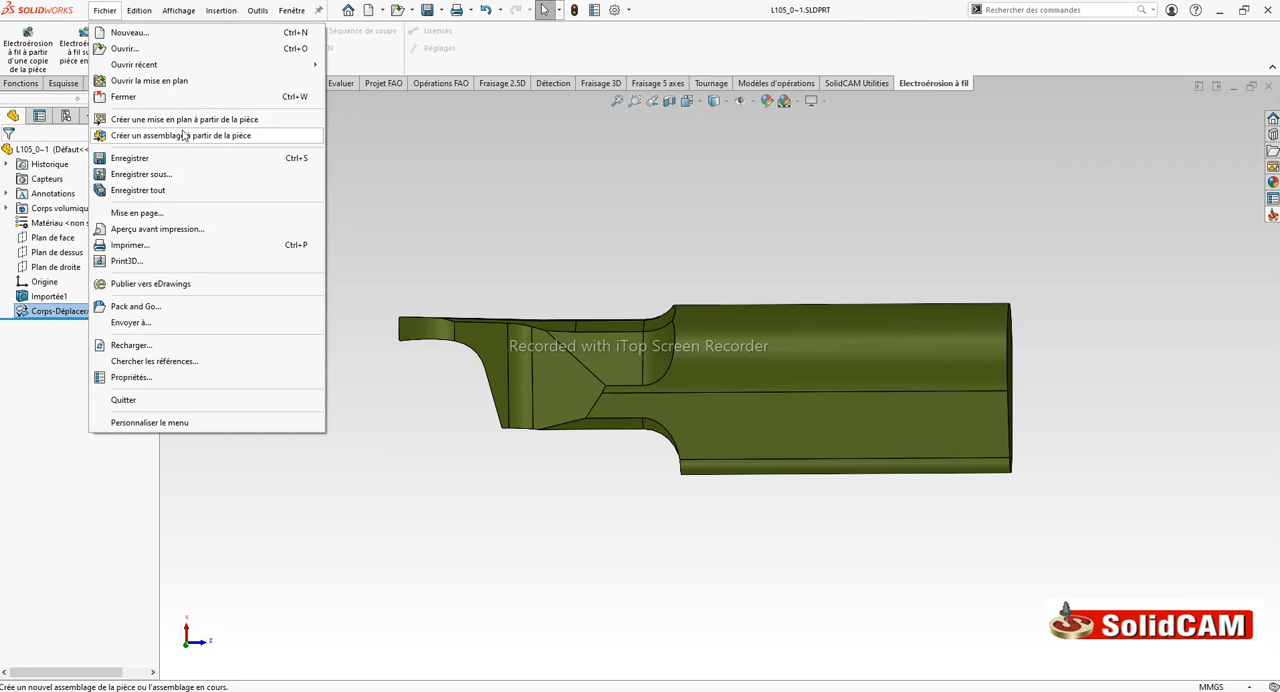 SOLIDWORKS
Fichier Edition Affichage Insertion Outils Fenêtre
L105_0~1.SLDPRT
Rechercher des commandes
Electroérosion
à fil à partir
d'une copie
de la pièce
Electroé
à fil su
pièce en
Séquence de coupe
Licenses
Réglages
Fonctions Esquisse Evaluer Projet FAO Opérations FAO Fraisage 2.5D Détection Fraisage 3D Fraisage 5 axes Tournage Modèles d'opérations SolidCAM Utilities Electroérosion à fil
Nouveau... Ctrl+N
Ouvrir... Ctrl+O
Ouvrir récent
Ouvrir la mise en plan
Fermer Ctrl+W
Créer une mise en plan à partir de la pièce
Créer un assemblage à partir de la pièce
Enregistrer Ctrl+S
Enregistrer sous...
Enregistrer tout
Mise en page...
Aperçu avant impression...
Imprimer... Ctrl+P
Print3D...
Publier vers eDrawings
Pack and Go...
Envoyer à...
Recharger...
Chercher les références...
Propriétés...
Quitter
Personnaliser le menu
L105_0~1 (Défaut<<
Historique
Capteurs
Annotations
Corps volumiq
Matériau <non s
Plan de face
Plan de dessus
Plan de droite
Origine
Importée1
Corps-Déplacer/
Recorded with iTop Screen Recorder
x
z
SolidCAM
Crée un nouvel assemblage de la pièce ou l'assemblage en cours.
MMGS